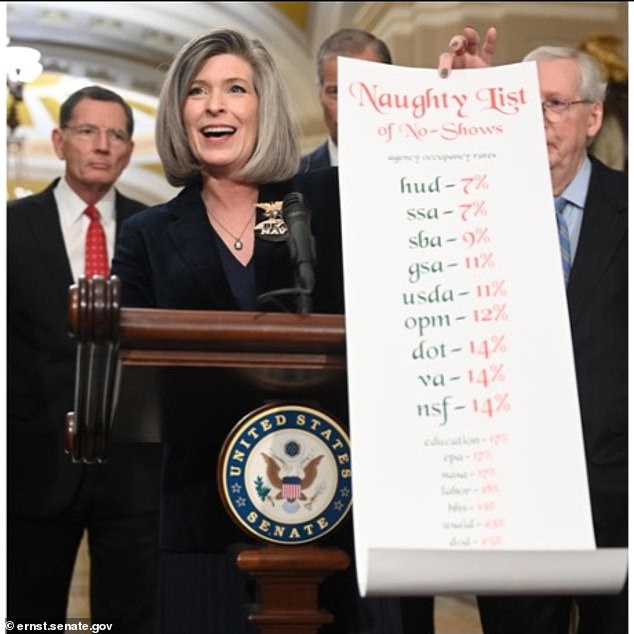 Naughty List
of No-Shows
agency occupancy rates
hud - 7%
ssa - 7%
sba - 9%
gsa - 11%
usda - 11%
opm - 12%
dot - 14%
va - 14%
nsf - 14%
education - 17%
epa - 17%
nasa - 17%
labor - 18%
hhs -
usaid - 23%
dod -
NAV
UNITED STATES
SENATE
© ernst.senate.gov